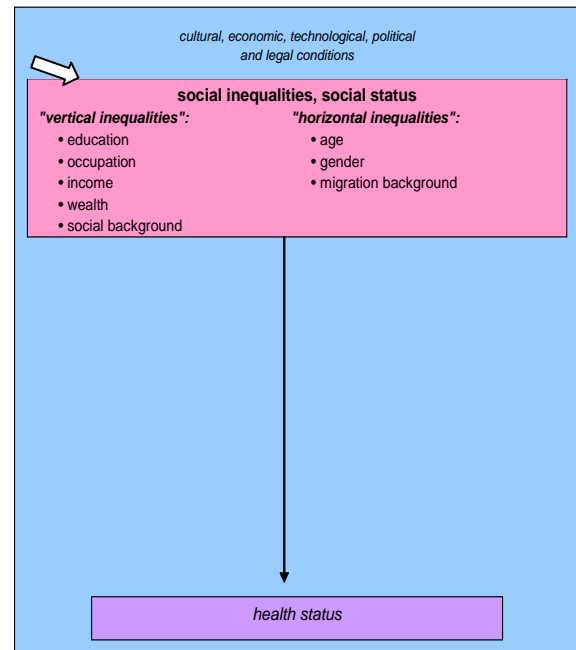 cultural, economic, technological, political
and legal conditions
social inequalities, social status
"vertical inequalities":
• education
• occupation
• income
• wealth
• social background
"horizontal inequalities":
• age
• gender
• migration background
health status